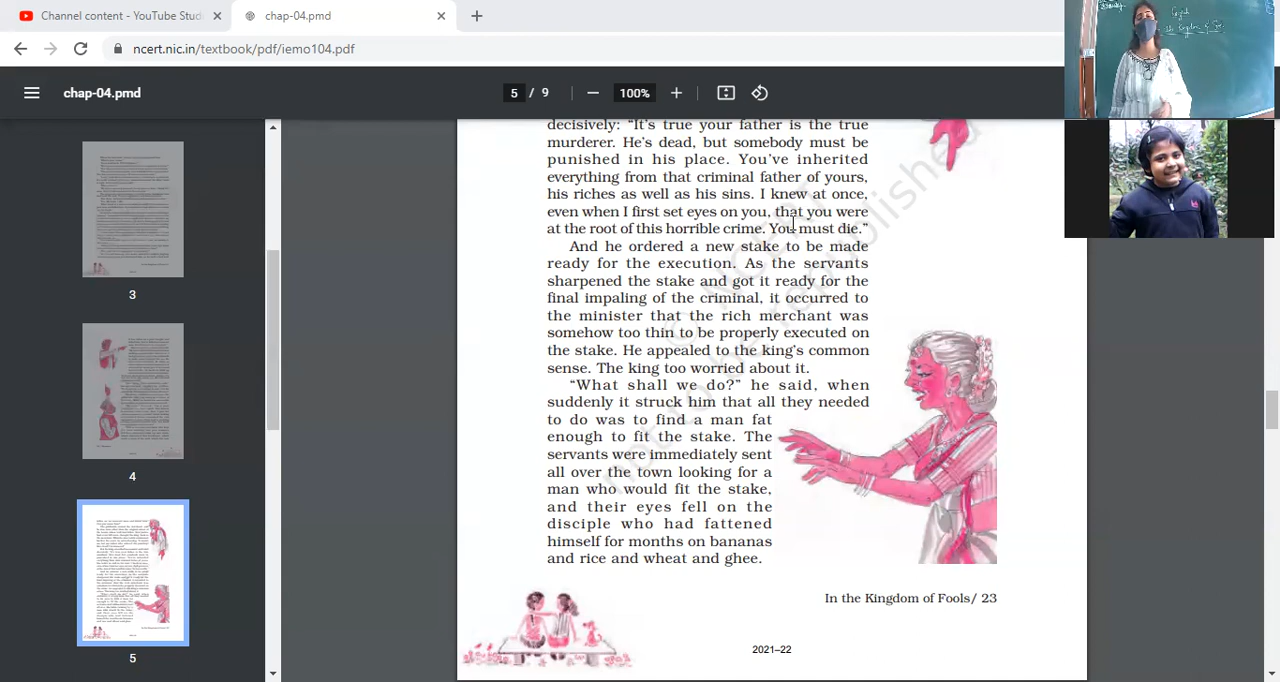 Channel content - YouTube Stud
chap-04.pmd
ncert.nic.in/textbook/pdf/iemo104.pdf
chap-04.pmd
5 / 9
100%
3
4
5
decisively: “It’s true your father is the true
murderer. He’s dead, but somebody must be
punished in his place. You’ve inherited
everything from that criminal father of yours,
his riches as well as his sins. I knew at once,
even when I first set eyes on you, that you were
at the root of this horrible crime. You must die.”
And he ordered a new stake to be made
ready for the execution. As the servants
sharpened the stake and got it ready for the
final impaling of the criminal, it occurred to
the minister that the rich merchant was
somehow too thin to be properly executed on
the stake. He appealed to the king’s common
sense. The king too worried about it.
“What shall we do?” he said, when
suddenly it struck him that all they needed
to do was to find a man fat
enough to fit the stake. The
servants were immediately sent
all over the town looking for a
man who would fit the stake,
and their eyes fell on the
disciple who had fattened
himself for months on bananas
rice and wheat and ghee.
In the Kingdom of Fools/ 23
2021–22